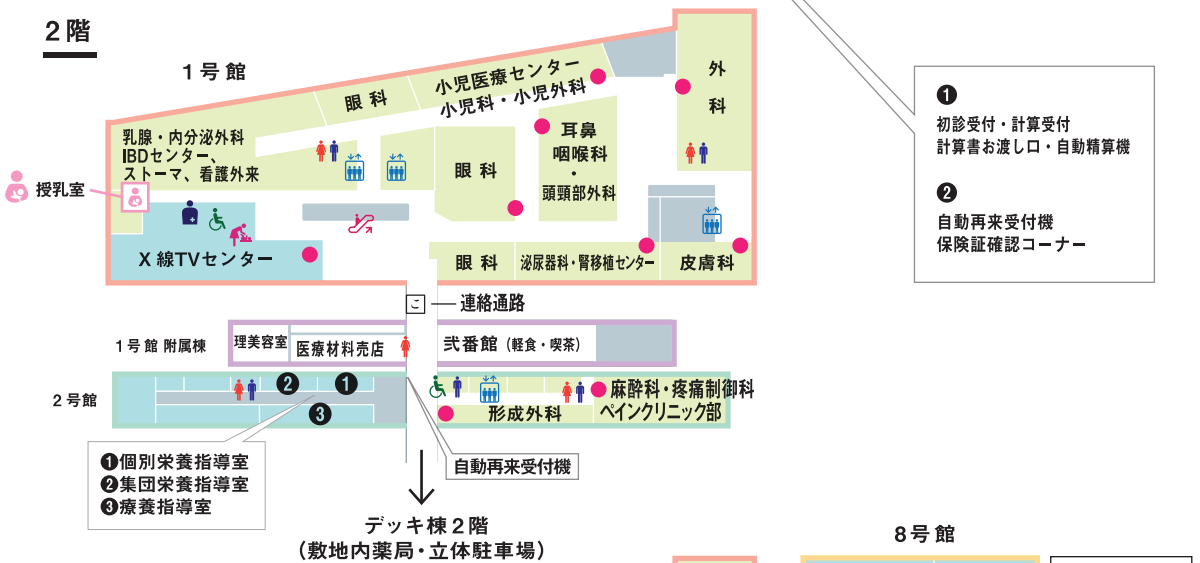 2階
1号館
眼科
小児医療センター
小児科・小児外科
外
科
乳腺・内分泌外科
IBDセンター、
ストーマ、看護外来
授乳室
眼科
耳鼻
咽喉科
・
頭頸部外科
X線TVセンター
眼科
泌尿器科・腎移植センター
皮膚科
❶
初診受付・計算受付
計算書お渡し口・自動精算機
❷
自動再来受付機
保険証確認コーナー
こ
連絡通路
1号館 附属棟
理美容室
医療材料売店
弐番館（軽食・喫茶）
2号館
❷
❶
❸
形成外科
麻酔科・疼痛制御科
ペインクリニック部
❶個別栄養指導室
❷集団栄養指導室
❸療養指導室
自動再来受付機
デッキ棟2階
（敷地内薬局・立体駐車場）
8号館